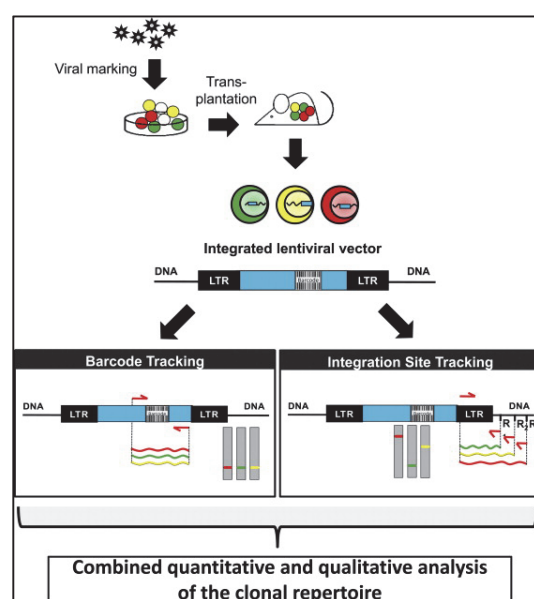 Viral marking
Trans-
plantation
Integrated lentiviral vector
DNA
DNA
LTR
Barcode
LTR
Barcode Tracking
DNA
DNA
LTR
LTR
Integration Site Tracking
DNA
DNA
LTR
LTR
R
R
R
Combined quantitative and qualitative analysis
of the clonal repertoire